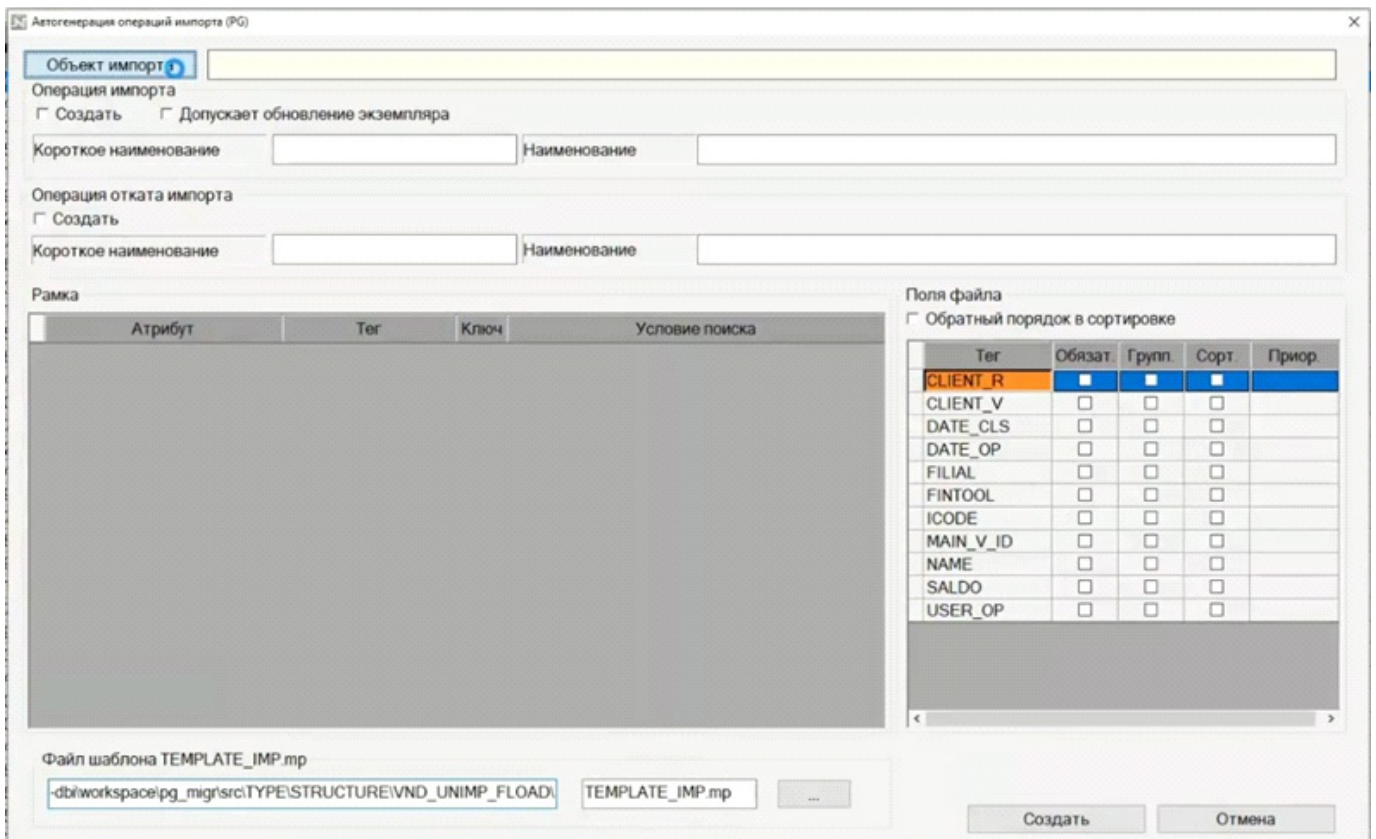 Автогенерация операций импорта (PG)
Объект импорта
Операция импорта
Создать Допускает обновление экземпляра
Короткое наименование Наименование
Операция отката импорта
Создать
Короткое наименование Наименование
Рамка
Атрибут Тег Ключ Условие поиска
Поля файла
Обратный порядок в сортировке
Тег Обязат. Групп. Сорт. Приор.
CLIENT_R
CLIENT_V
DATE_CLS
DATE_OP
FILIAL
FINTOOL
ICODE
MAIN_V_ID
NAME
SALDO
USER_OP
Файл шаблона TEMPLATE_IMP.mp
-dbi\workspace\pg_migr\src\TYPE\STRUCTURE\VND_UNIMP_FLOAD\ TEMPLATE_IMP.mp ...
Создать Отмена